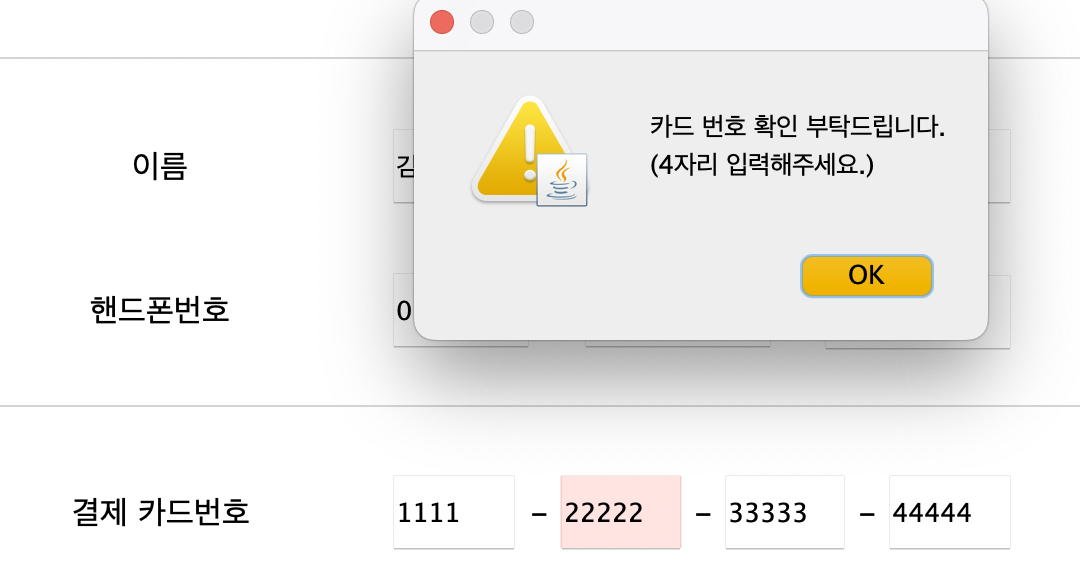 카드 번호 확인 부탁드립니다.
(4자리 입력해주세요.)
OK
이름
핸드폰번호 0
결제 카드번호 1111 - 22222 - 33333 - 44444